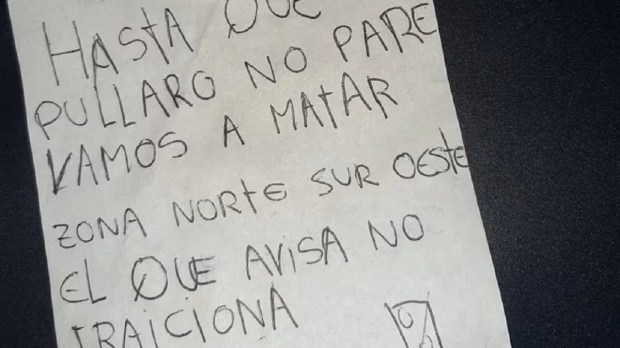 HASTA QUE
PULLARO NO PARE
VAMOS A MATAR
ZONA NORTE SUR OESTE
EL QUE AVISA NO
TRAICIONA